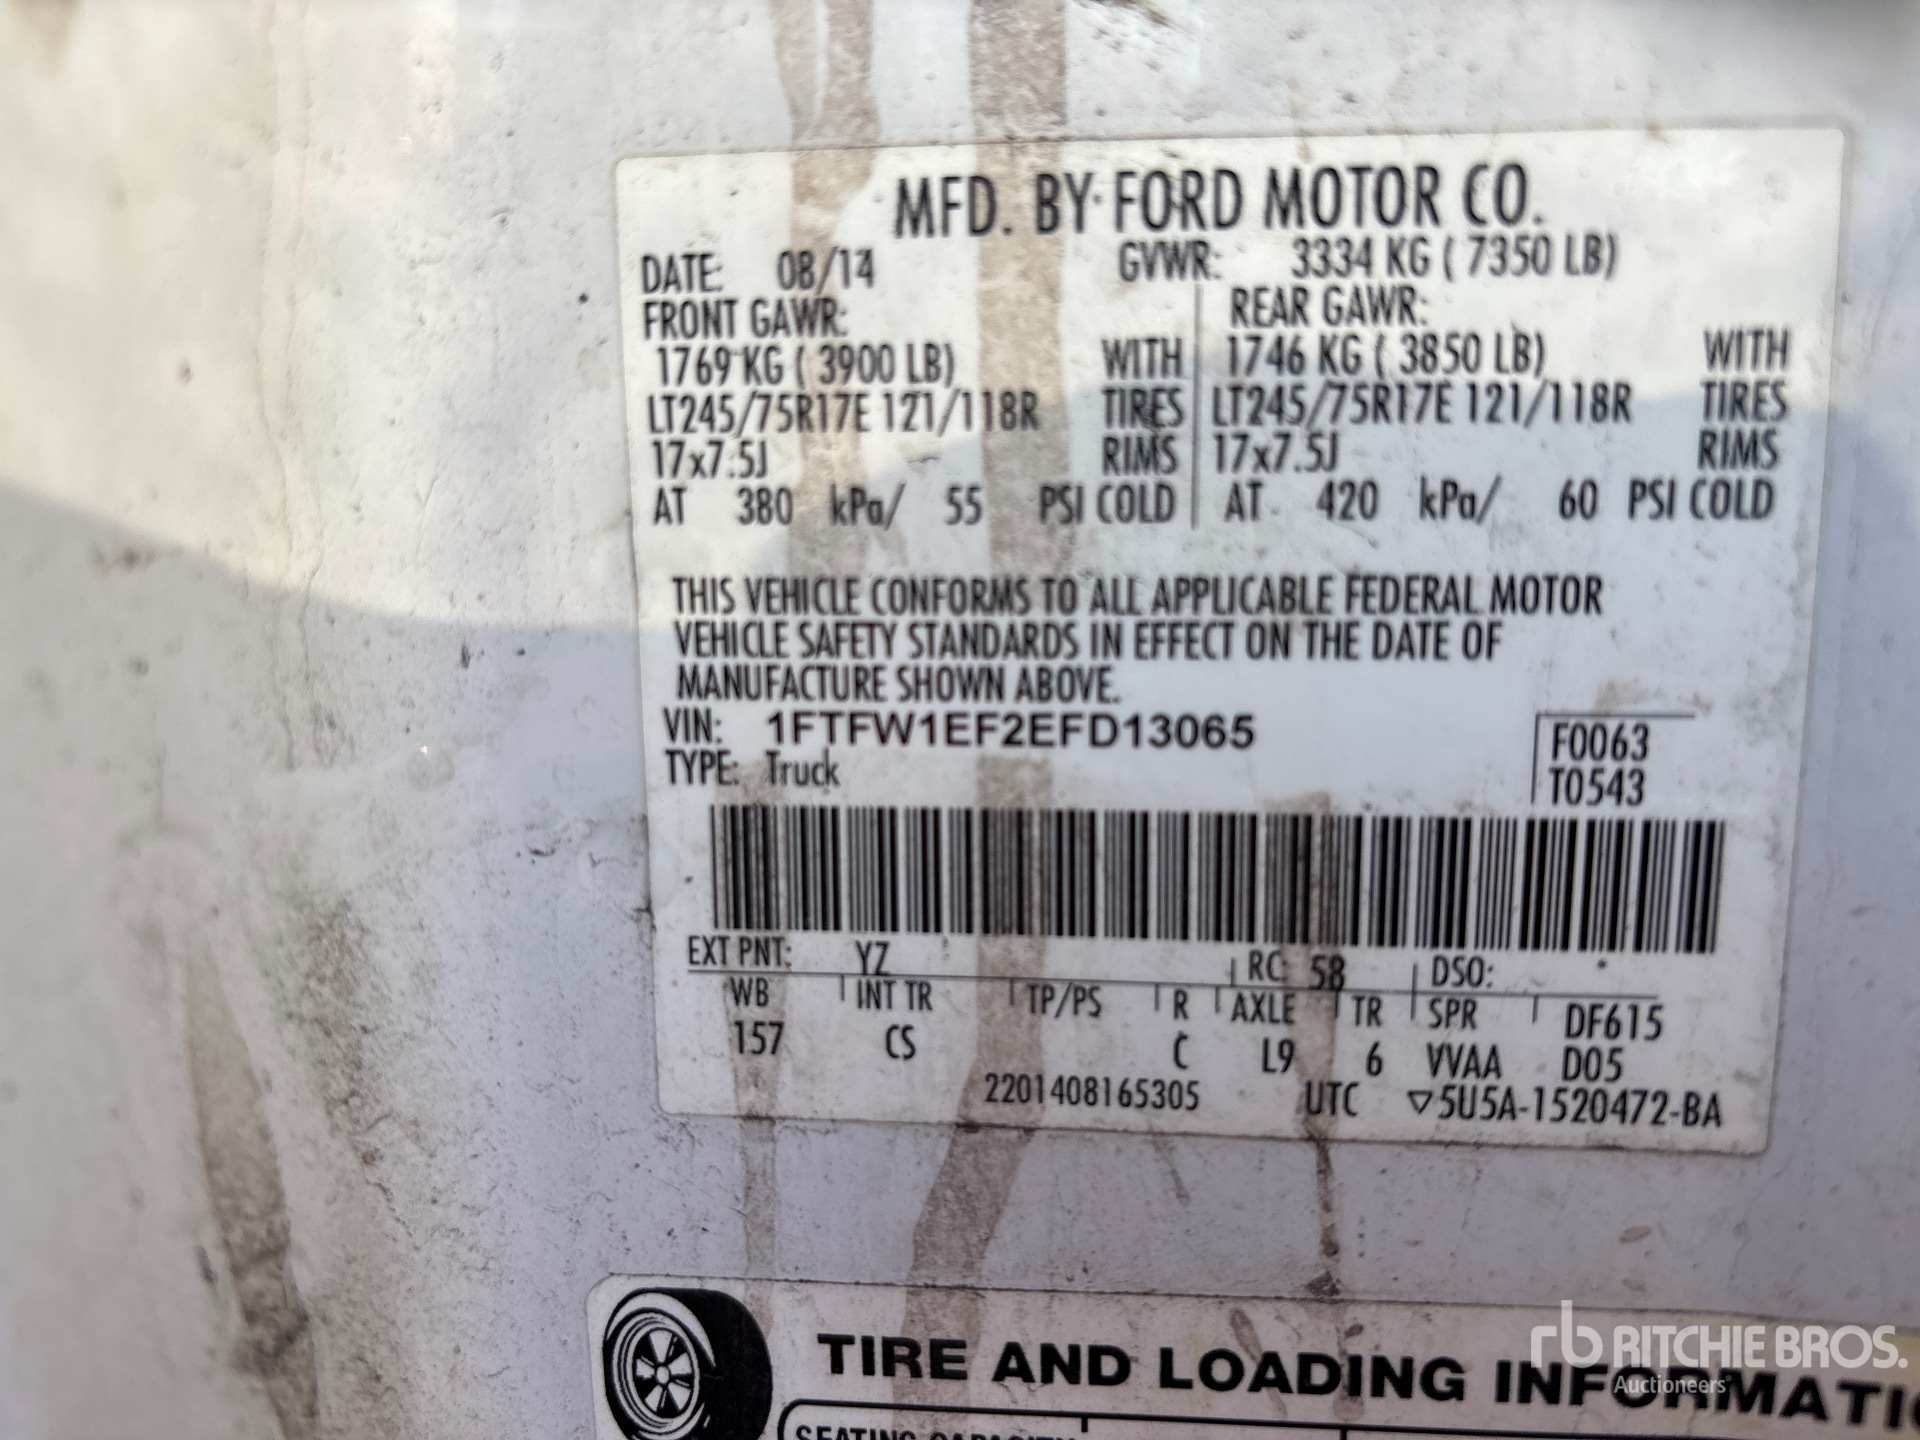 MFD. BY FORD MOTOR CO.
DATE: 08/14 GVWR: 3334 KG ( 7350 LB)
FRONT GAWR: REAR GAWR:
1769 KG ( 3900 LB) WITH 1746 KG ( 3850 LB) WITH
LT245/75R17E 121/118R TIRES LT245/75R17E 121/118R TIRES
17x7.5J RIMS 17x7.5J RIMS
AT 380 kPa/ 55 PSI COLD AT 420 kPa/ 60 PSI COLD
THIS VEHICLE CONFORMS TO ALL APPLICABLE FEDERAL MOTOR
VEHICLE SAFETY STANDARDS IN EFFECT ON THE DATE OF
MANUFACTURE SHOWN ABOVE.
VIN: 1FTFW1EF2EFD13065 F0063
TYPE: Truck T0543
EXT PNT: YZ RC: 58 DSO:
WB INT TR TP/PS R AXLE TR SPR DF615
157 CS C L9 6 VVAA D05
2201408165305 UTC ▽5U5A-1520472-BA
TIRE AND LOADING INFORMATIO
SEATING CAPACITY
rb RITCHIE BROS.
Auctioneers